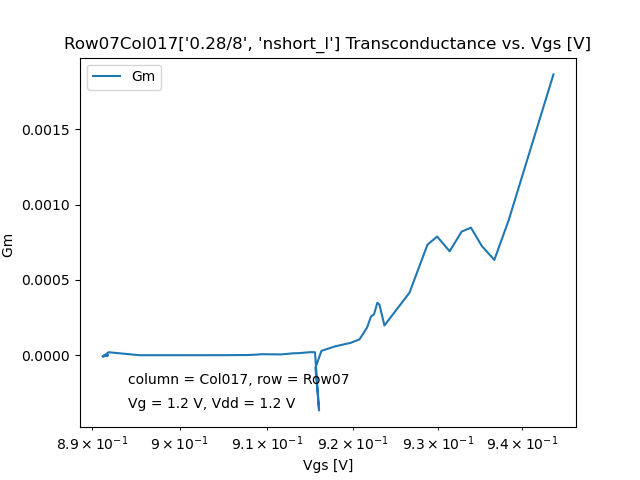 Row07Col017['0.28/8', 'nshort_l'] Transconductance vs. Vgs [V]
Gm
0.0015
0.0010
Gm
0.0005
0.0000
column = Col017, row = Row07
Vg = 1.2 V, Vdd = 1.2 V
8.9 × 10⁻¹ 9 × 10⁻¹ 9.1 × 10⁻¹ 9.2 × 10⁻¹ 9.3 × 10⁻¹ 9.4 × 10⁻¹
Vgs [V]